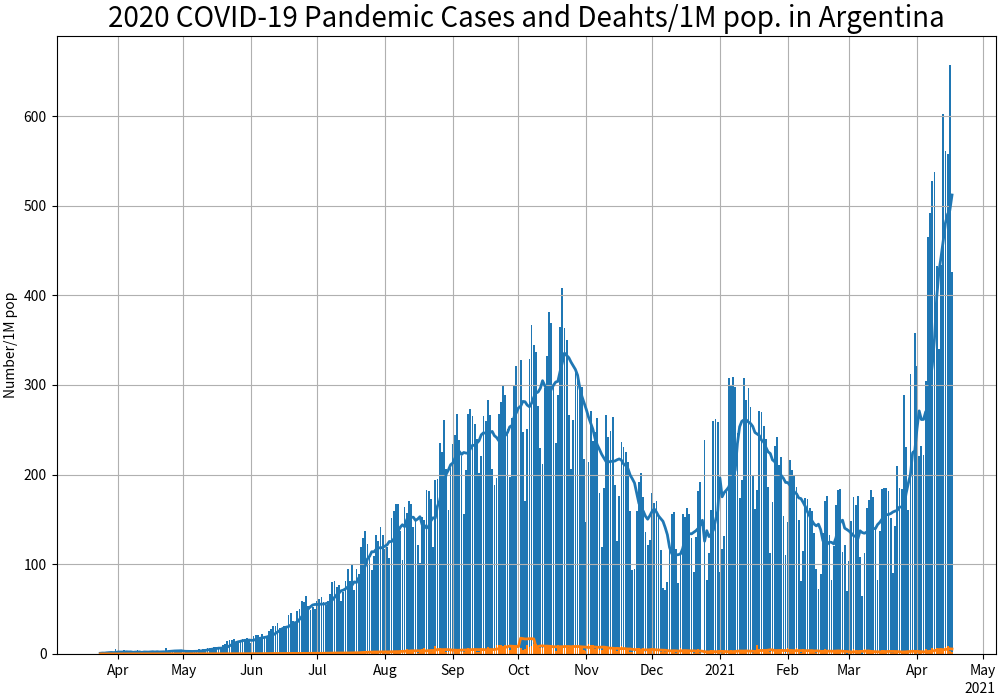 2020 COVID-19 Pandemic Cases and Deahts/1M pop. in Argentina
Number/1M pop
600
500
400
300
200
100
0
Apr May Jun Jul Aug Sep Oct Nov Dec 2021 Feb Mar Apr May
2021